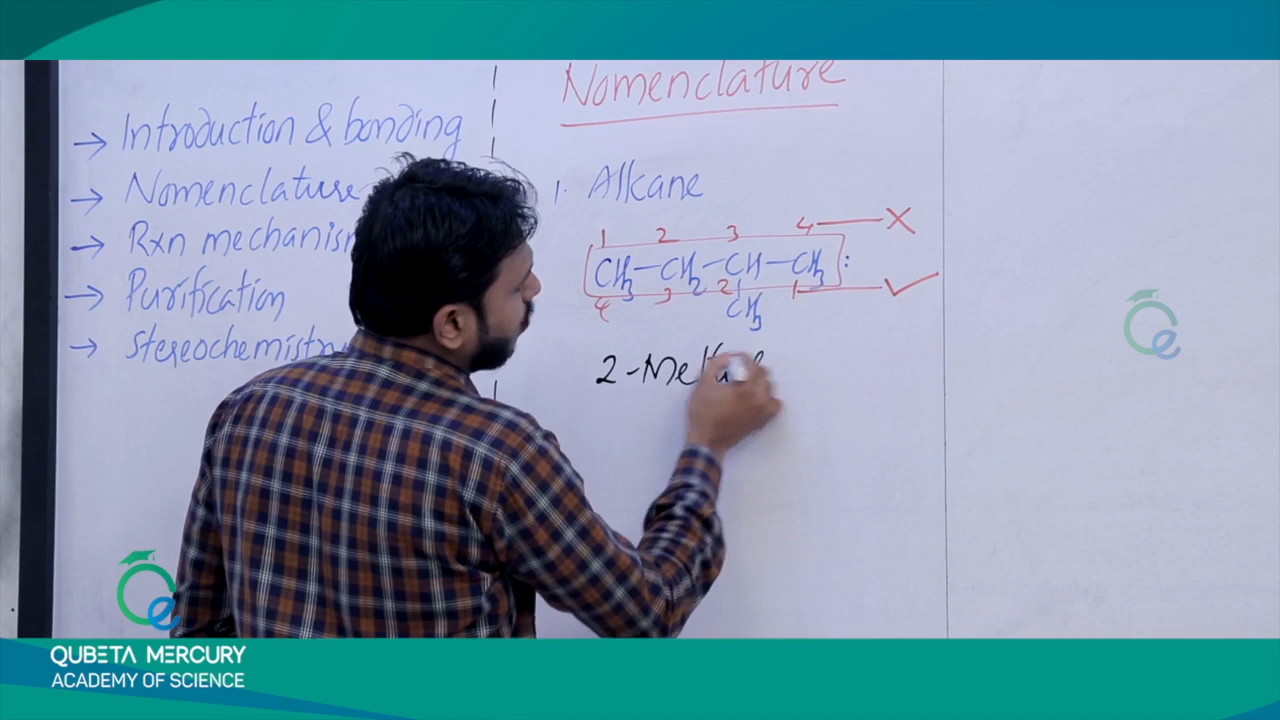 Nomenclature
→ Introduction & bonding
→ Nomenclature
→ Rxn mechanism
→ Purification
→ Stereochemistry
1. Alkane
1 2 3 4 — X
CH3 – CH2 – CH – CH3 :
4 3 2 1 — ✓
CH3
2-Meth
QUBETA MERCURY
ACADEMY OF SCIENCE